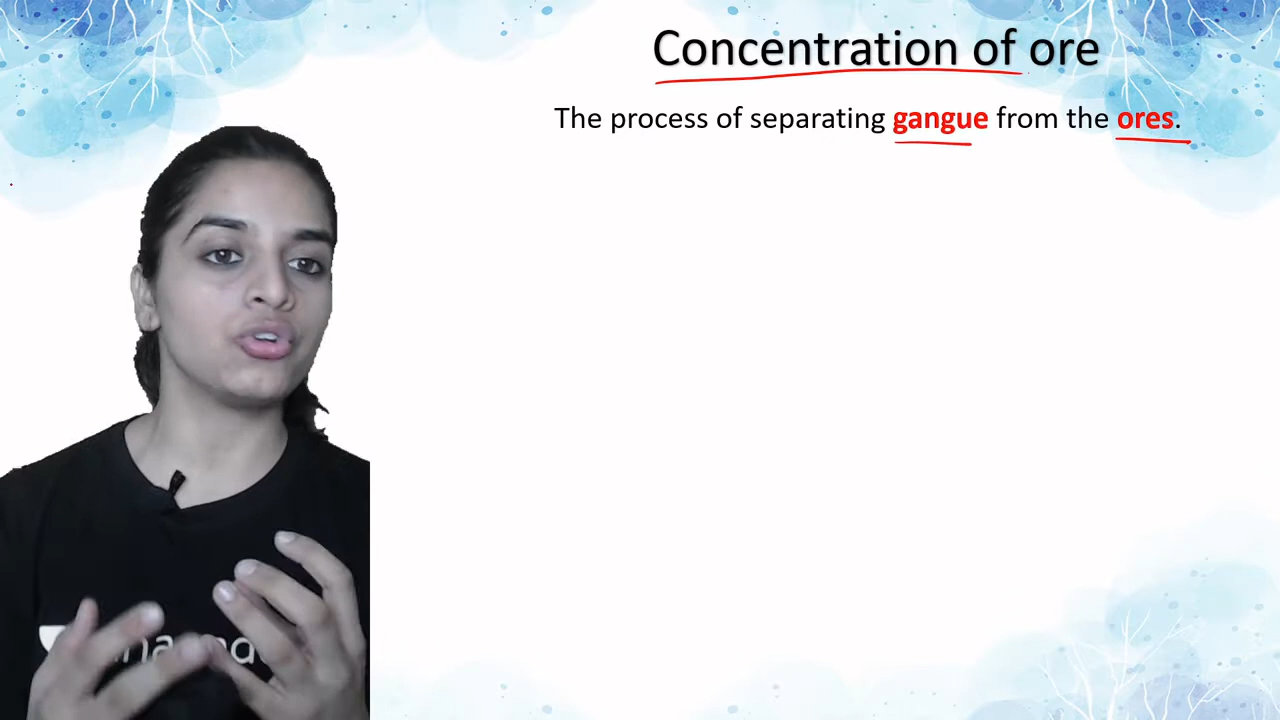 Concentration of ore
The process of separating gangue from the ores.